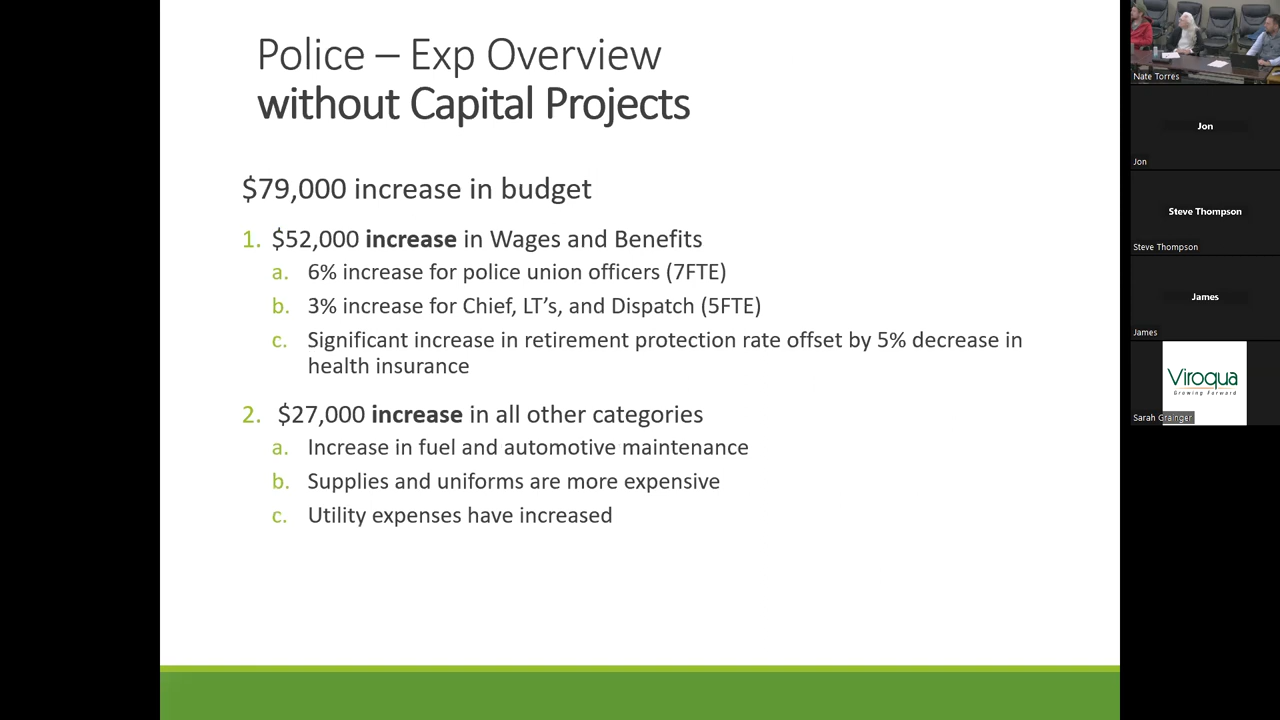 Police – Exp Overview
without Capital Projects
$79,000 increase in budget
1. $52,000 increase in Wages and Benefits
a. 6% increase for police union officers (7FTE)
b. 3% increase for Chief, LT’s, and Dispatch (5FTE)
c. Significant increase in retirement protection rate offset by 5% decrease in
health insurance
2. $27,000 increase in all other categories
a. Increase in fuel and automotive maintenance
b. Supplies and uniforms are more expensive
c. Utility expenses have increased
Nate Torres
Jon
Jon
Steve Thompson
Steve Thompson
James
James
Viroqua
Growing Forward
Sarah Grainger